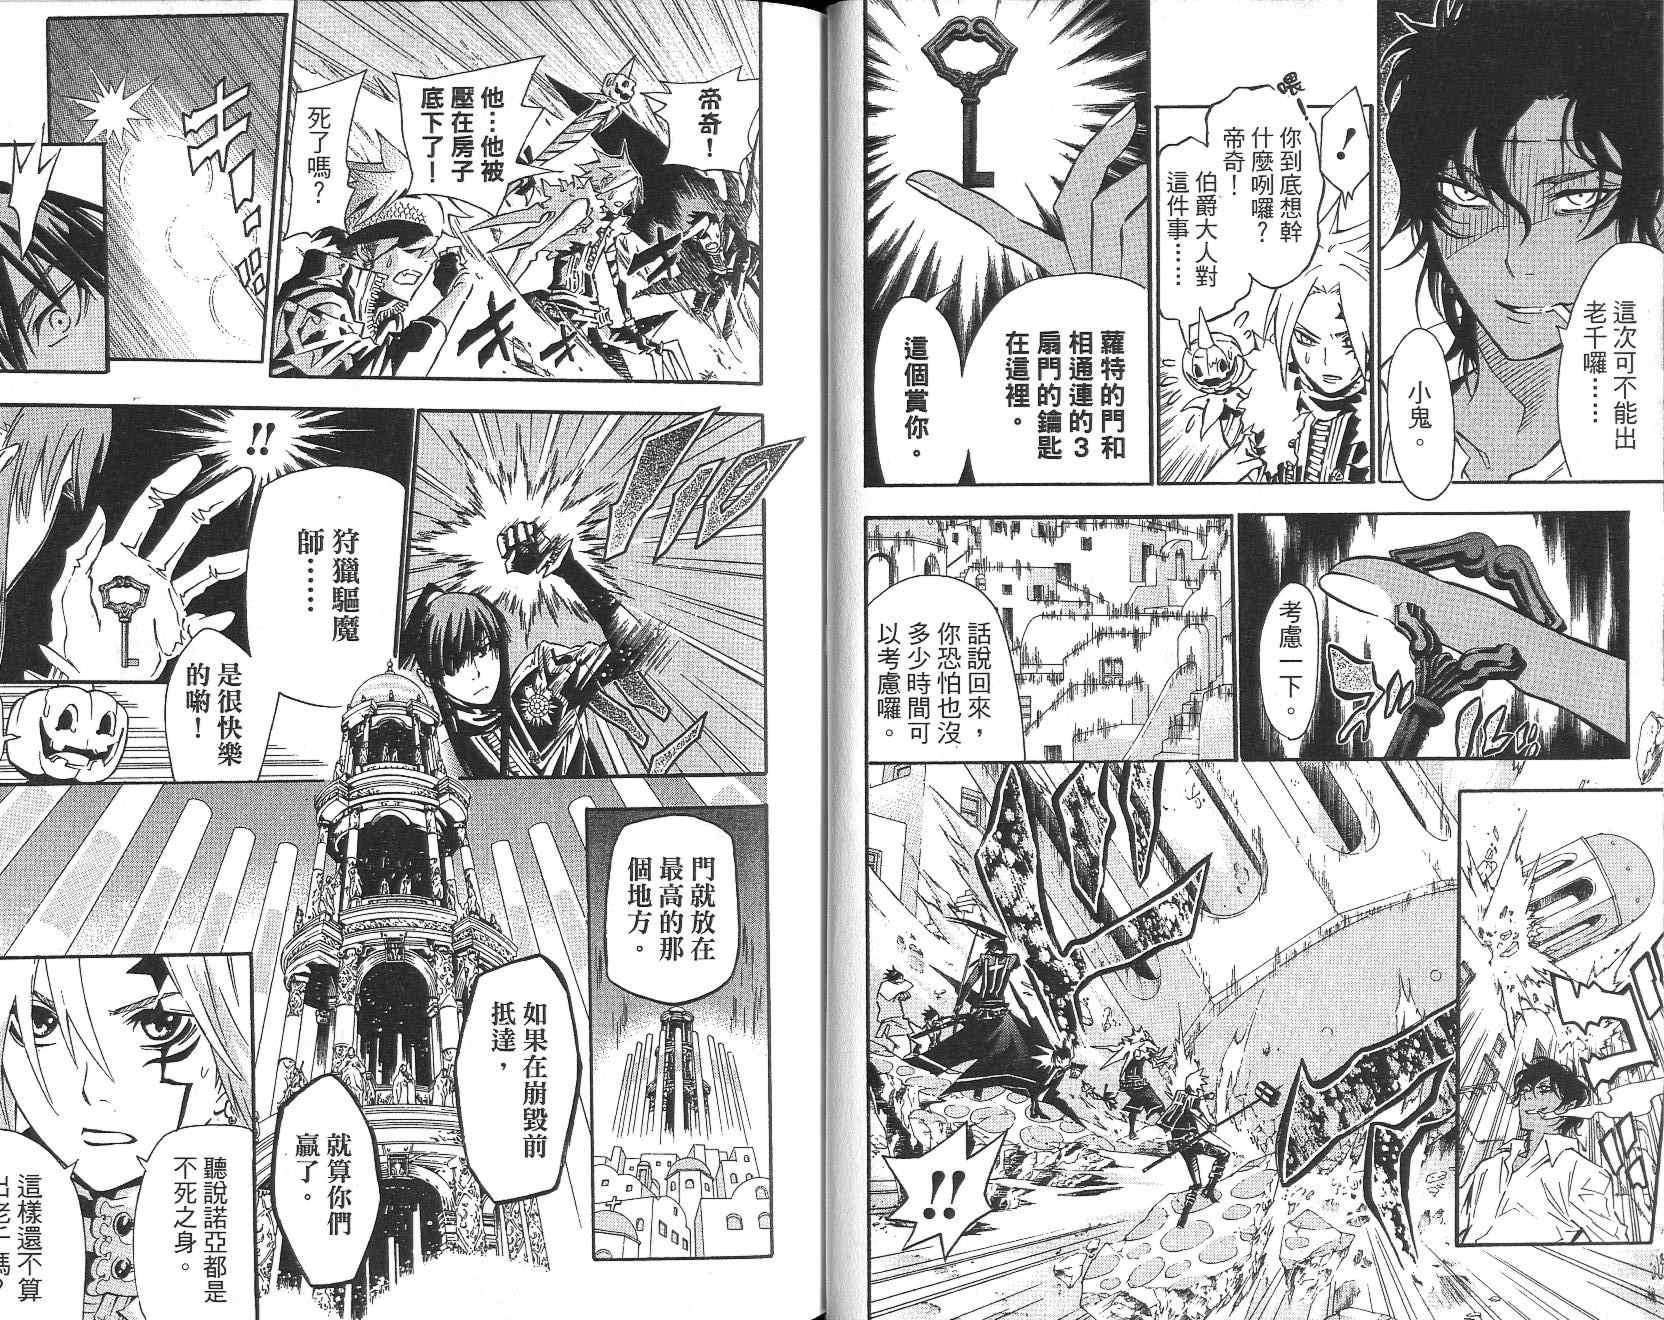 這次可不能出
老千囉⋯⋯
小鬼。
！
喂！
你到底想幹
什麼咧囉？
帝奇！
伯爵大人對
這件事⋯⋯
蘿特的門和
相通連的3
扇門的鑰匙
在這裡。
這個賞你。
考慮一下。
話說回來，
你恐怕也沒
多少時間可
以考慮囉。
!!
帝奇！
他⋯他被
壓在房子
底下了！
死了嗎？
狩獵驅魔
師⋯⋯
!!
是很快樂
的喲！
門就放在
最高的那
個地方。
如果在崩毀前
抵達，
就算你們
贏了。
聽說諾亞都是
不死之身。
這樣還不算
出老千嗎？